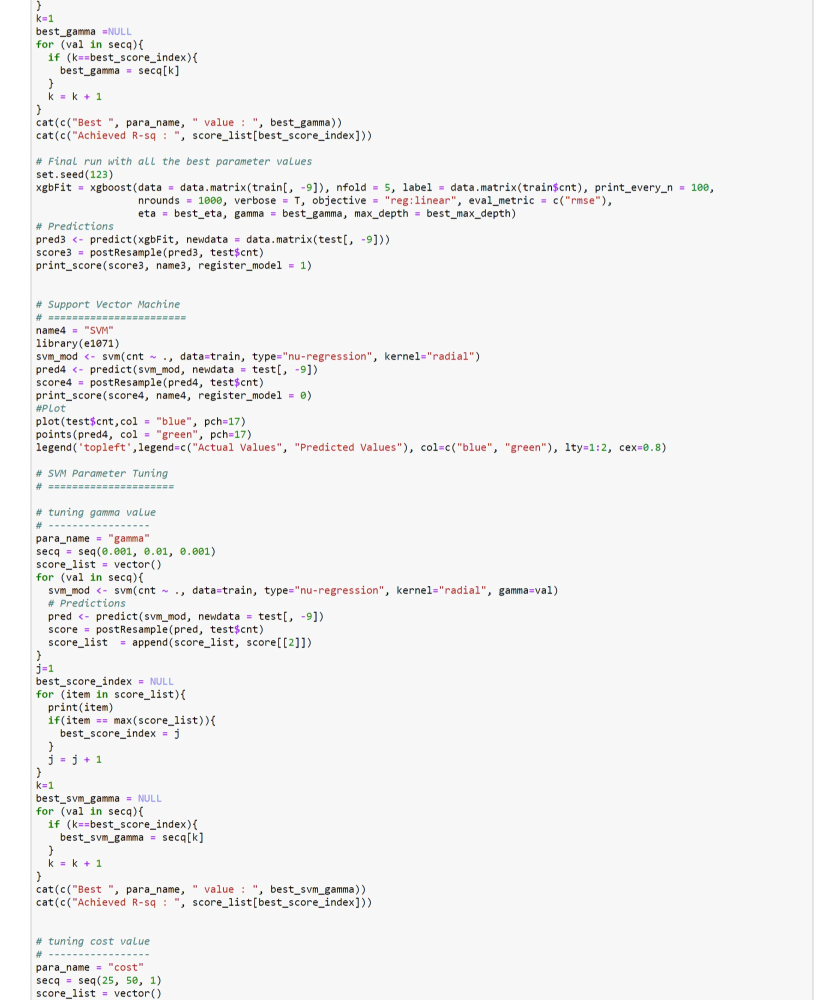 }
k=1
best_gamma =NULL
for (val in secq){
  if (k==best_score_index){
    best_gamma = secq[k]
  }
  k = k + 1
}
cat(c("Best ", para_name, " value : ", best_gamma))
cat(c("Achieved R-sq : ", score_list[best_score_index]))

# Final run with all the best parameter values
set.seed(123)
xgbFit = xgboost(data = data.matrix(train[, -9]), nfold = 5, label = data.matrix(train$cnt), print_every_n = 100,
                 nrounds = 1000, verbose = T, objective = "reg:linear", eval_metric = c("rmse"),
                 eta = best_eta, gamma = best_gamma, max_depth = best_max_depth)
# Predictions
pred3 <- predict(xgbFit, newdata = data.matrix(test[, -9]))
score3 = postResample(pred3, test$cnt)
print_score(score3, name3, register_model = 1)


# Support Vector Machine
# =======================
name4 = "SVM"
library(e1071)
svm_mod <- svm(cnt ~ ., data=train, type="nu-regression", kernel="radial")
pred4 <- predict(svm_mod, newdata = test[, -9])
score4 = postResample(pred4, test$cnt)
print_score(score4, name4, register_model = 0)
#Plot
plot(test$cnt,col = "blue", pch=17)
points(pred4, col = "green", pch=17)
legend('topleft',legend=c("Actual Values", "Predicted Values"), col=c("blue", "green"), lty=1:2, cex=0.8)

# SVM Parameter Tuning
# =====================

# tuning gamma value
# -----------------
para_name = "gamma"
secq = seq(0.001, 0.01, 0.001)
score_list = vector()
for (val in secq){
  svm_mod <- svm(cnt ~ ., data=train, type="nu-regression", kernel="radial", gamma=val)
  # Predictions
  pred <- predict(svm_mod, newdata = test[, -9])
  score = postResample(pred, test$cnt)
  score_list  = append(score_list, score[[2]])
}
j=1
best_score_index = NULL
for (item in score_list){
  print(item)
  if(item == max(score_list)){
    best_score_index = j
  }
  j = j + 1
}
k=1
best_svm_gamma = NULL
for (val in secq){
  if (k==best_score_index){
    best_svm_gamma = secq[k]
  }
  k = k + 1
}
cat(c("Best ", para_name, " value : ", best_svm_gamma))
cat(c("Achieved R-sq : ", score_list[best_score_index]))


# tuning cost value
# -----------------
para_name = "cost"
secq = seq(25, 50, 1)
score_list = vector()